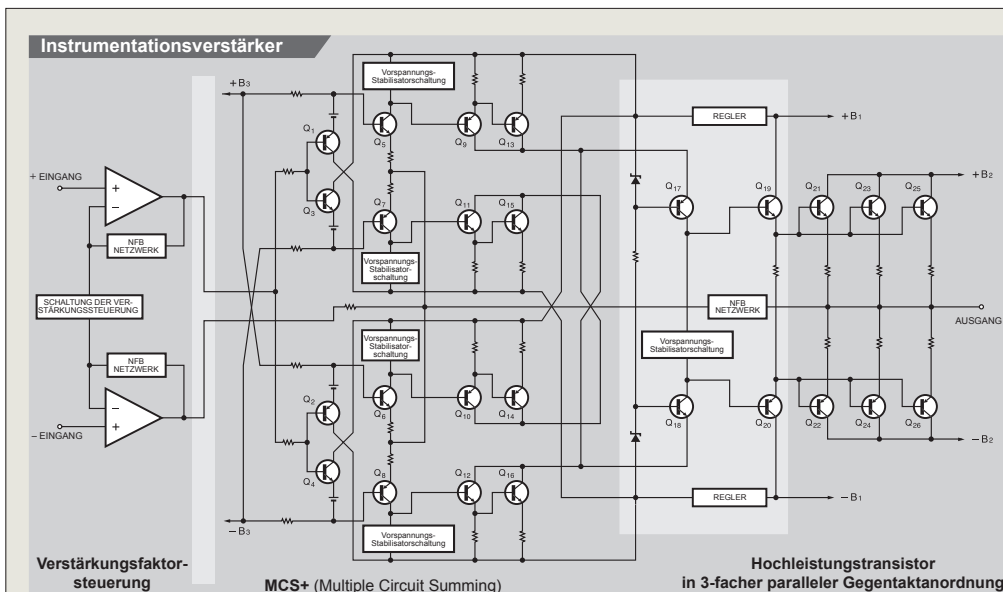 Instrumentationsverstärker
Vorspannungs-
Stabilisatorschaltung
+B3
REGLER
+B1
Q1
Q5
Q9
Q13
+ EINGANG
+
−
Q3
Q7
Q11
Q15
Q17
Q19
Q21
Q23
Q25
+B2
NFB
NETZWERK
Vorspannungs-
Stabilisator-
schaltung
SCHALTUNG DER VER-
STÄRKUNGSSTEUERUNG
NFB
NETZWERK
AUSGANG
Vorspannungs-
Stabilisator-
schaltung
Vorspannungs-
Stabilisatorschaltung
NFB
NETZWERK
−
+
− EINGANG
Q2
Q6
Q10
Q14
Q18
Q20
Q22
Q24
Q26
−B2
Q4
Q8
Q12
Q16
REGLER
−B1
−B3
Vorspannungs-
Stabilisatorschaltung
Verstärkungsfaktor-
steuerung
MCS+ (Multiple Circuit Summing)
Hochleistungstransistor
in 3-facher paralleler Gegentaktanordnung